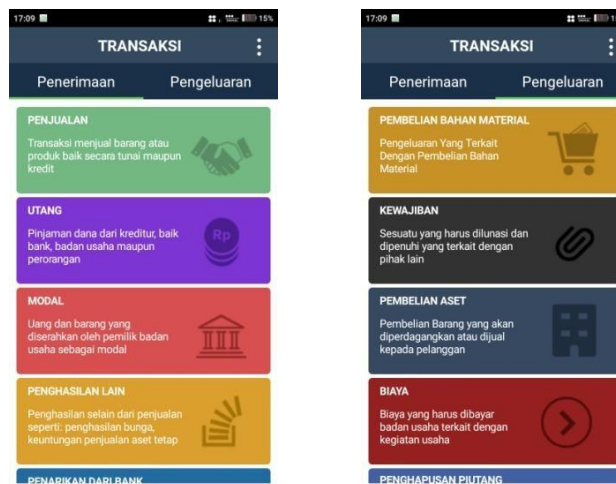 17:09 15%
TRANSAKSI
Penerimaan Pengeluaran
PENJUALAN
Transaksi menjual barang atau
produk baik secara tunai maupun
kredit
UTANG
Pinjaman dana dari kreditur, baik
bank, badan usaha maupun
perorangan
Rp
MODAL
Uang dan barang yang
diserahkan oleh pemilik badan
usaha sebagai modal
PENGHASILAN LAIN
Penghasilan selain dari penjualan
seperti: penghasilan bunga,
keuntungan penjualan aset tetap
PENARIKAN DARI BANK
17:09
TRANSAKSI
Penerimaan Pengeluaran
PEMBELIAN BAHAN MATERIAL
Pengeluaran Yang Terkait
Dengan Pembelian Bahan
Material
KEWAJIBAN
Sesuatu yang harus dilunasi dan
dipenuhi yang terkait dengan
pihak lain
PEMBELIAN ASET
Pembelian Barang yang akan
diperdagangkan atau dijual
kepada pelanggan
BIAYA
Biaya yang harus dibayar
badan usaha terkait dengan
kegiatan usaha
PENGHAPUSAN PIUTANG